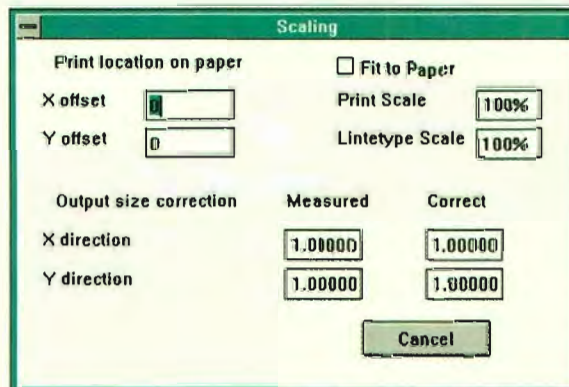 Scaling
Print location on paper
Fit to Paper
X offset 0
Print Scale 100%
Y offset 0
Lintetype Scale 100%
Output size correction Measured Correct
X direction 1.00000 1.00000
Y direction 1.00000 1.00000
Cancel